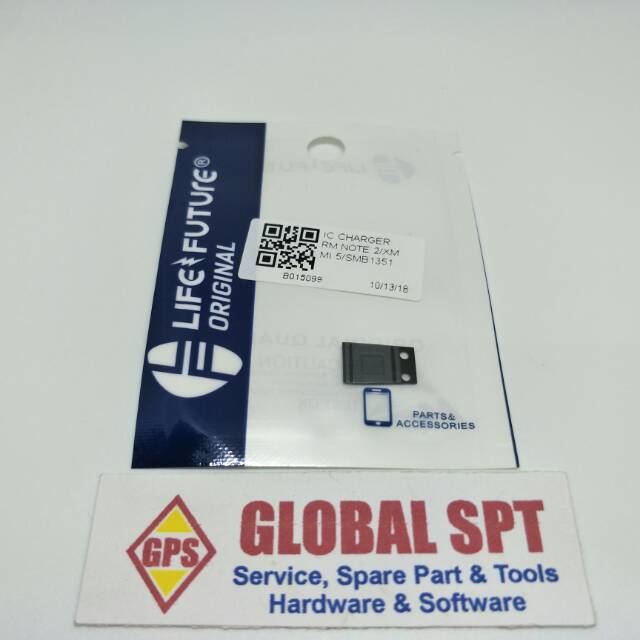 LIFE FUTURE®
ORIGINAL
IC CHARGER
RM NOTE 2/XM
MI 5/SMB1351
B015099
10/13/18
PARTS&
ACCESSORIES
GPS
GLOBAL SPT
Service, Spare Part & Tools
Hardware & Software